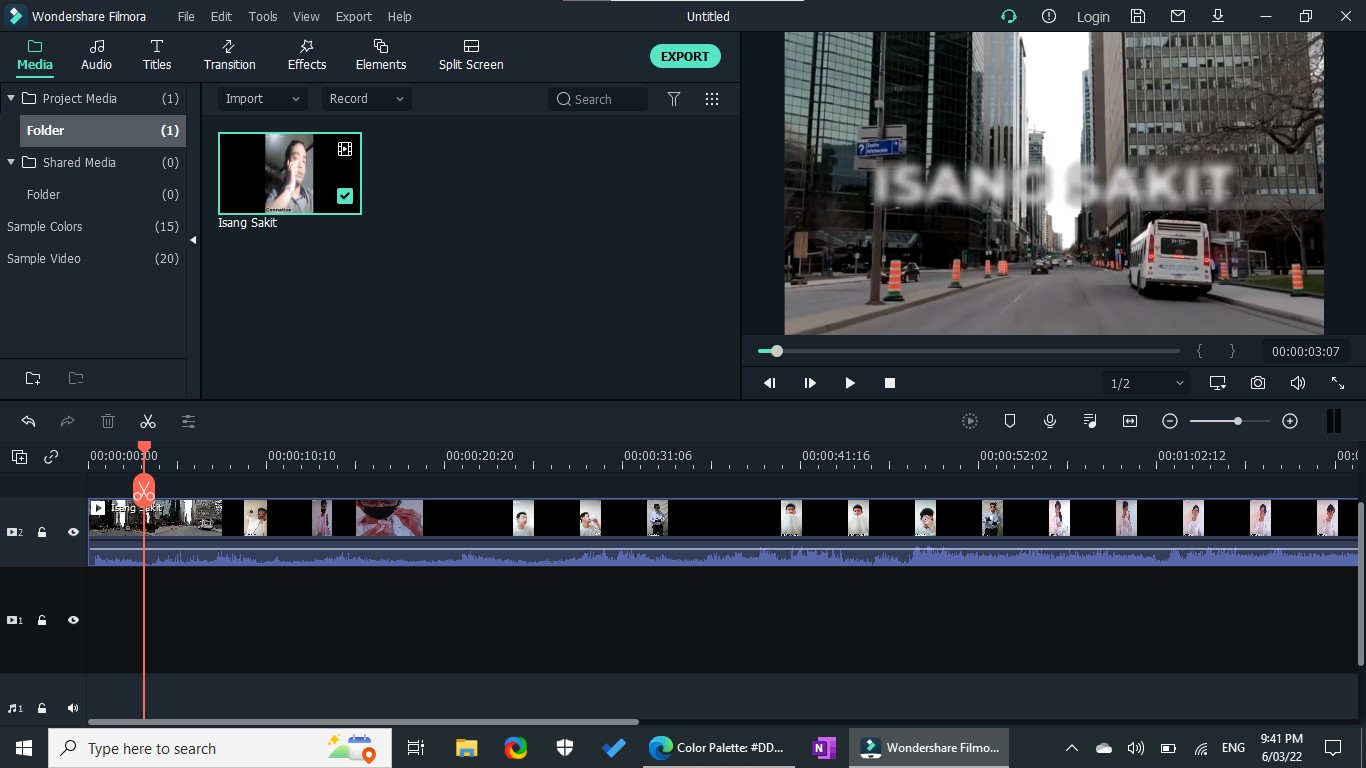 Wondershare Filmora File Edit Tools View Export Help Untitled Login
Media Audio Titles Transition Effects Elements Split Screen EXPORT
Project Media (1)
Folder (1)
Shared Media (0)
Folder (0)
Sample Colors (15)
Sample Video (20)
Import Record Search
Isang Sakit
ISANG SAKIT
00:00:03:07
1/2
00:00:00:00 00:00:10:10 00:00:20:20 00:00:31:06 00:00:41:16 00:00:52:02 00:01:02:12
Isang Sakit
2
1
1
Type here to search
Color Palette: #DD...
Wondershare Filmo...
ENG
9:41 PM
6/03/22